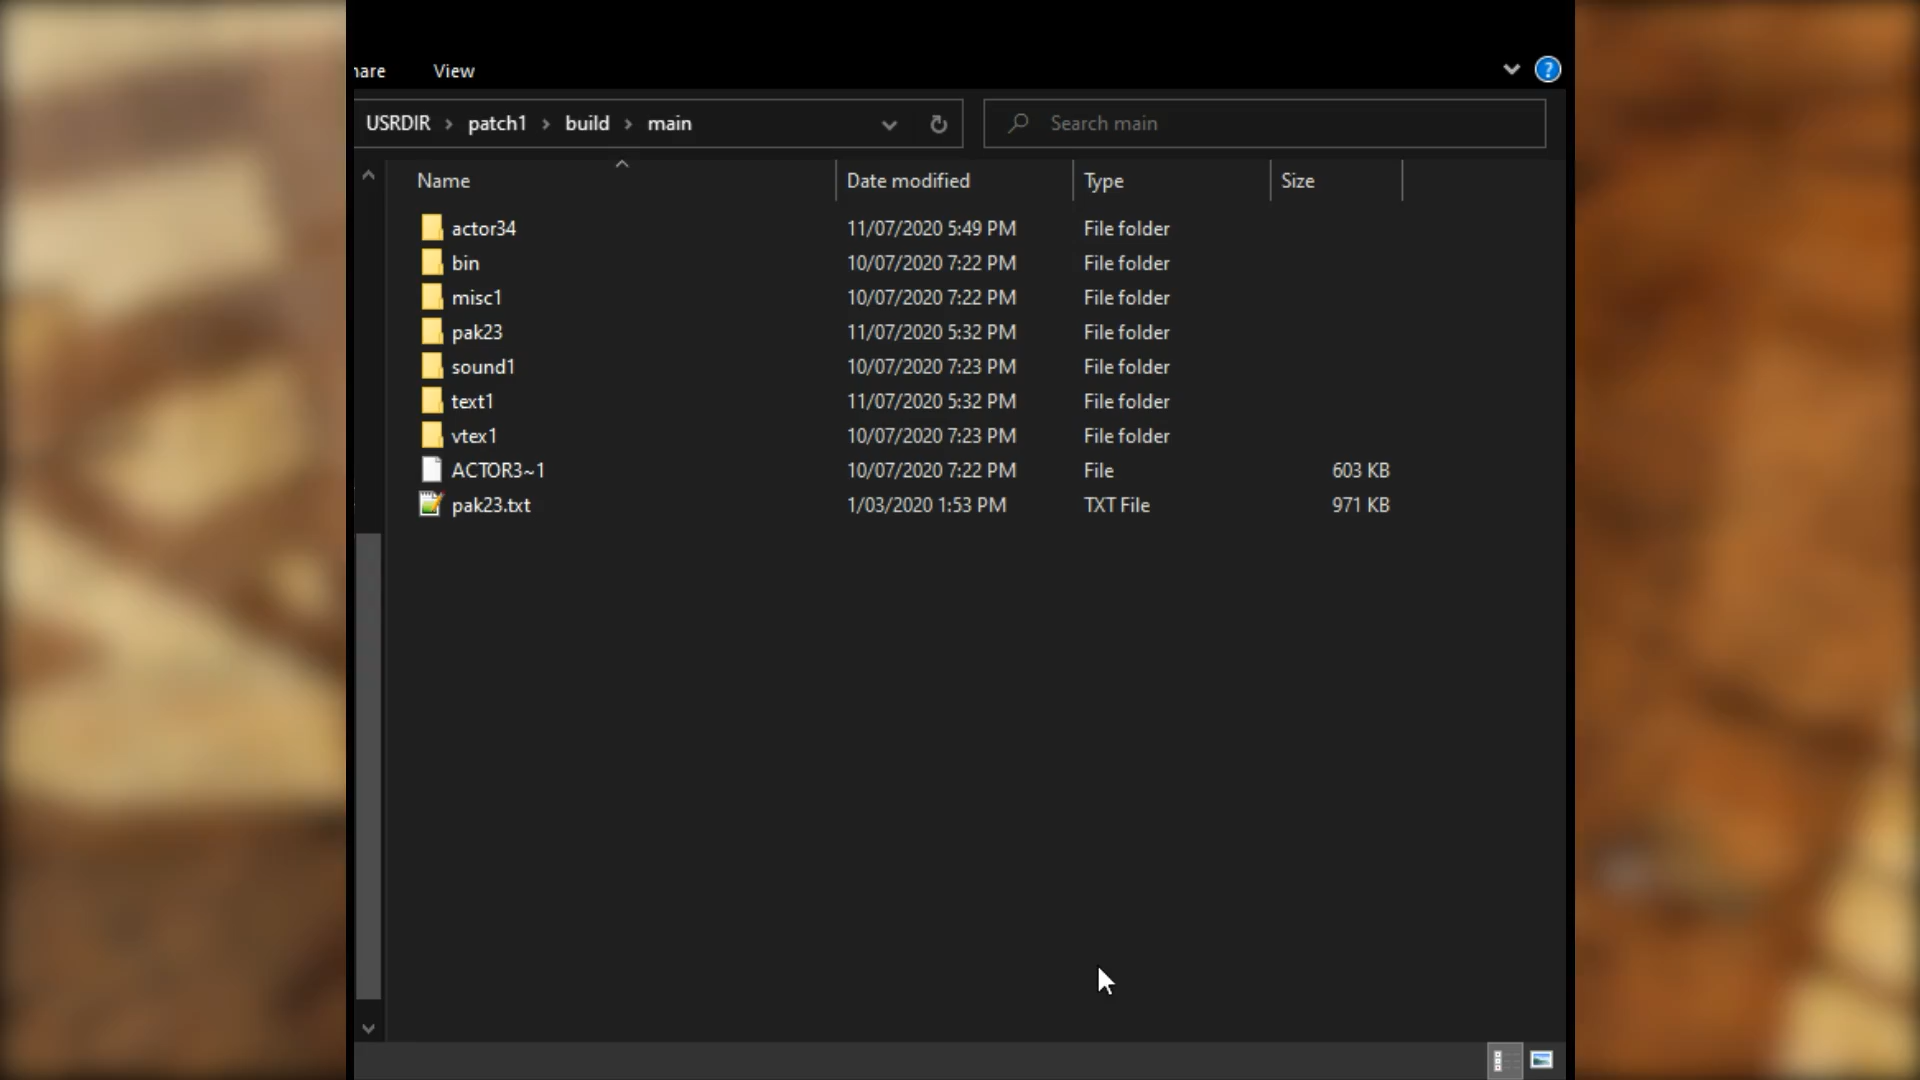 hare View
USRDIR › patch1 › build › main
Search main
Name Date modified Type Size
actor34 11/07/2020 5:49 PM File folder
bin 10/07/2020 7:22 PM File folder
misc1 10/07/2020 7:22 PM File folder
pak23 11/07/2020 5:32 PM File folder
sound1 10/07/2020 7:23 PM File folder
text1 11/07/2020 5:32 PM File folder
vtex1 10/07/2020 7:23 PM File folder
ACTOR3~1 10/07/2020 7:22 PM File 603 KB
pak23.txt 1/03/2020 1:53 PM TXT File 971 KB